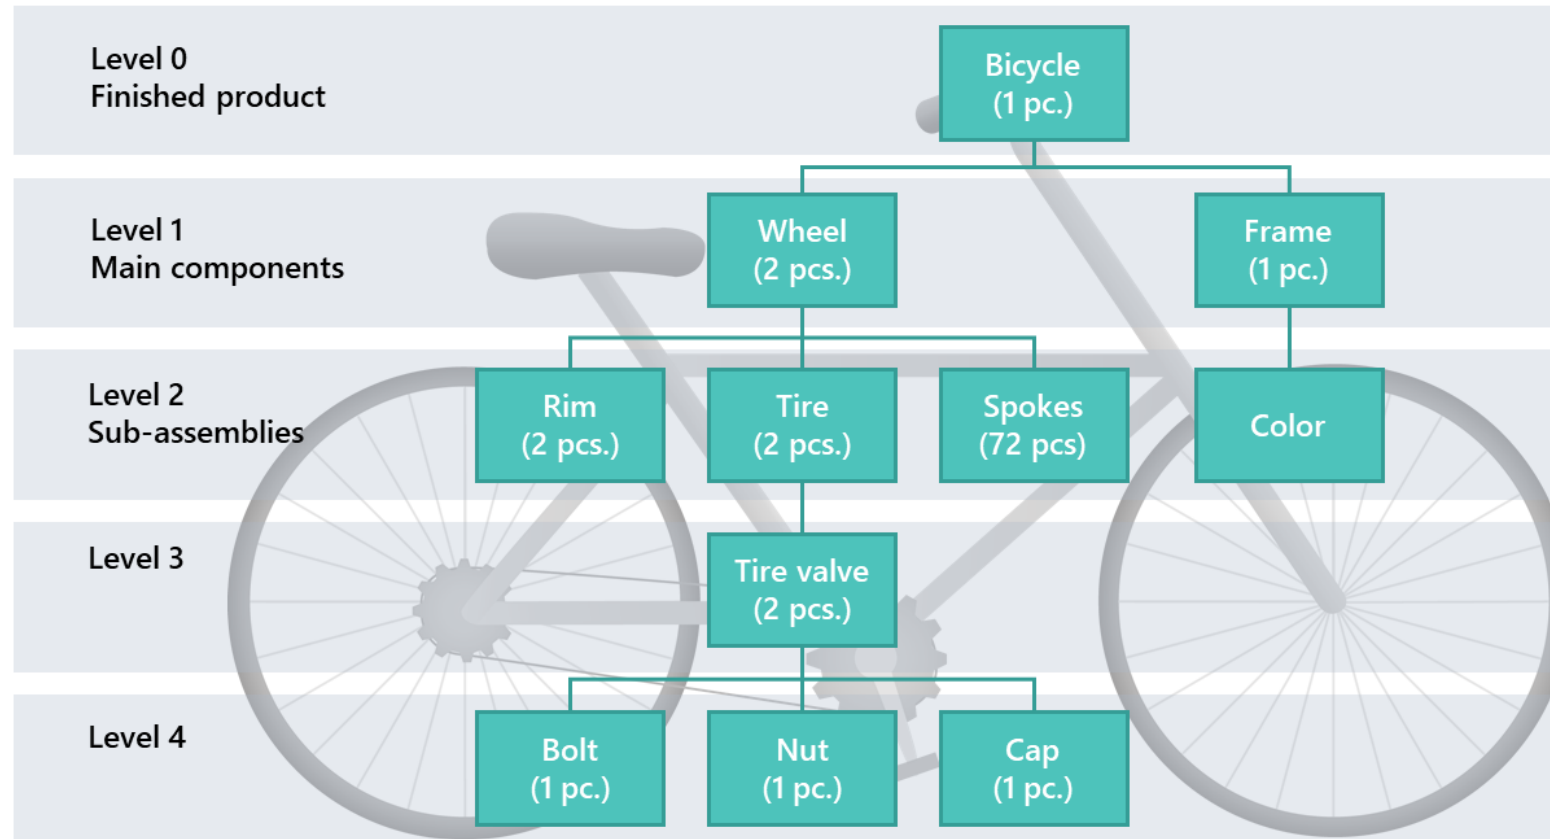 Level 0
Finished product
Bicycle
(1 pc.)
Level 1
Main components
Wheel
(2 pcs.)
Frame
(1 pc.)
Level 2
Sub-assemblies
Rim
(2 pcs.)
Tire
(2 pcs.)
Spokes
(72 pcs)
Color
Level 3
Tire valve
(2 pcs.)
Level 4
Bolt
(1 pc.)
Nut
(1 pc.)
Cap
(1 pc.)